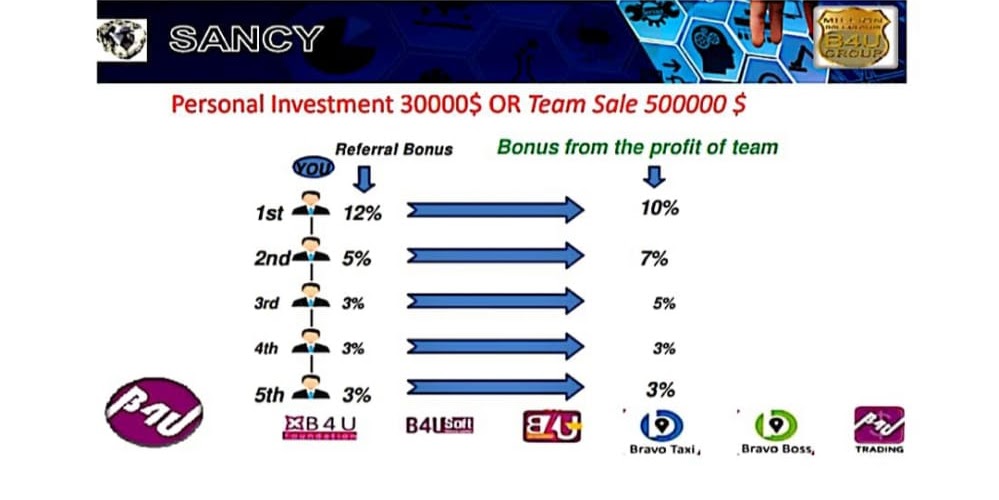 SANCY
MILLION
DOLLAR CLUB
B4U
GROUP
Personal Investment 30000$ OR Team Sale 500000 $
Referral Bonus
Bonus from the profit of team
YOU
1st 12% 10%
2nd 5% 7%
3rd 3% 5%
4th 3% 3%
5th 3% 3%
B4U
B4U
Foundation
B4U Soft
B4U
Bravo Taxi,
Bravo Boss,
B4U
TRADING